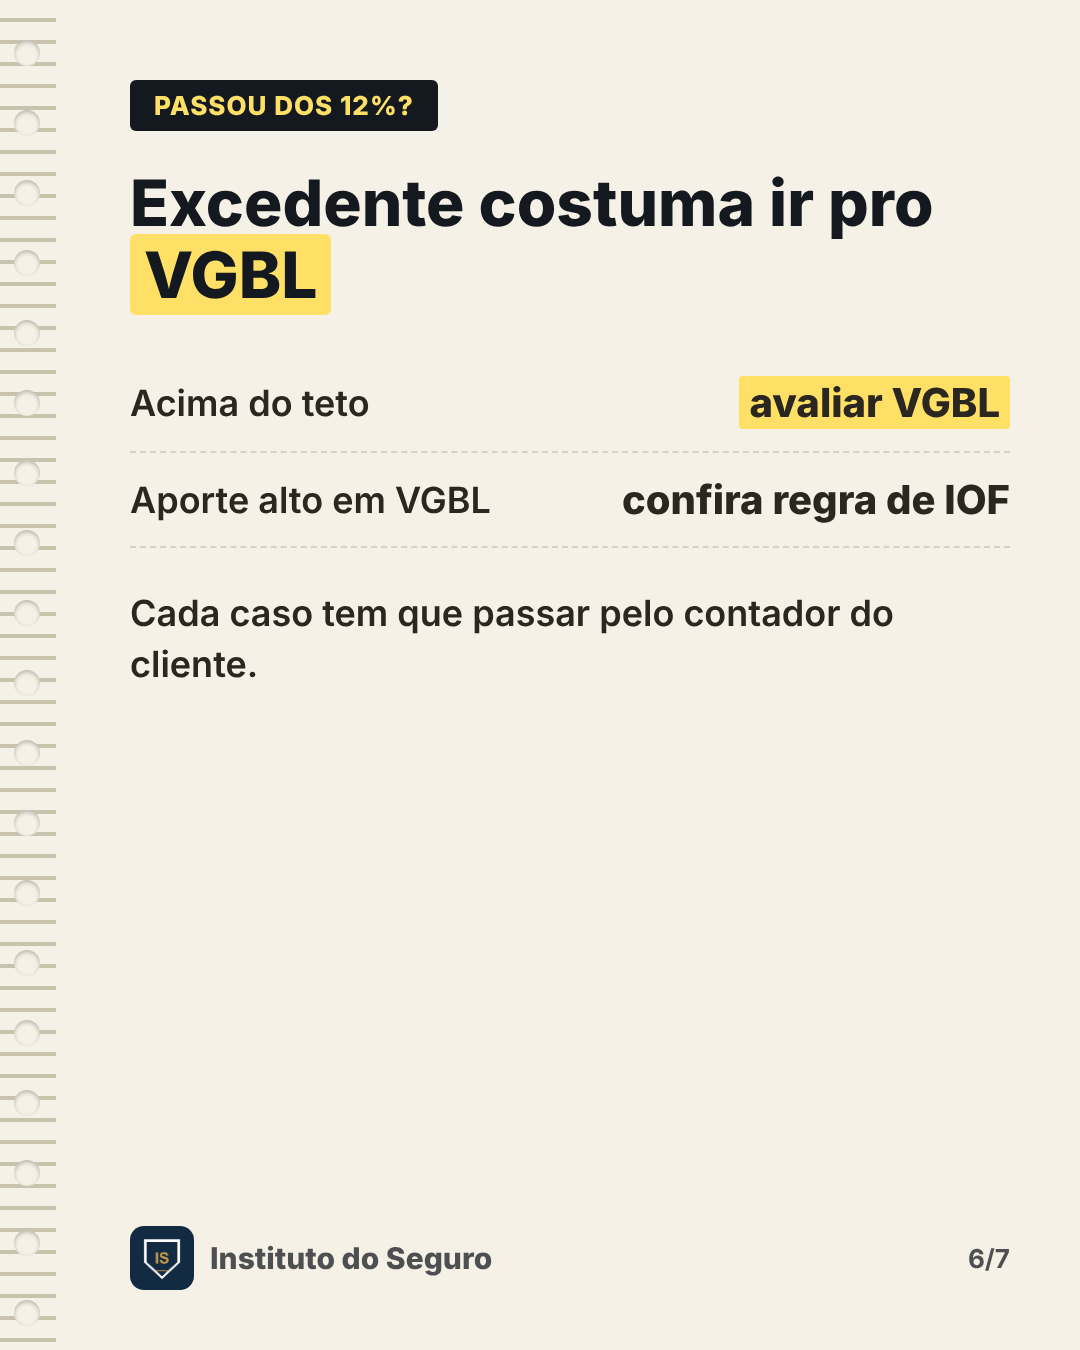 PASSOU DOS 12%?
Excedente costuma ir pro
VGBL
Acima do teto avaliar VGBL
Aporte alto em VGBL confira regra de IOF
Cada caso tem que passar pelo contador do
cliente.
IS Instituto do Seguro 6/7